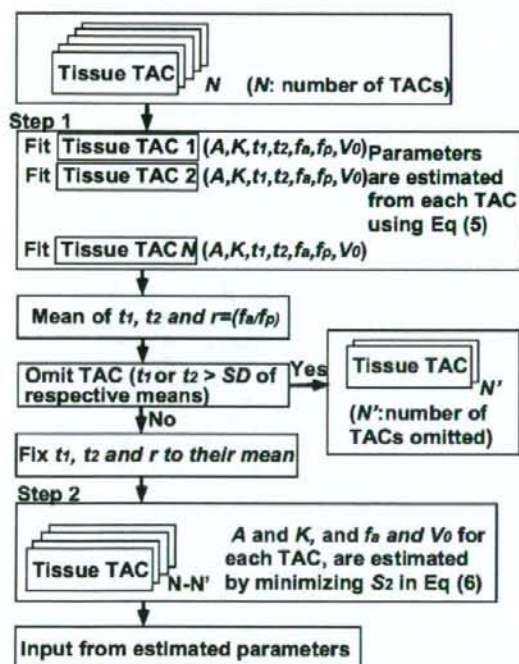 Tissue TAC N (N: number of TACs)
Step 1
Fit Tissue TAC 1 (A,K,t1,t2,fa,fp,V0) Parameters
Fit Tissue TAC 2 (A,K,t1,t2,fa,fp,V0) are estimated
from each TAC
using Eq (5)
Fit Tissue TAC N (A,K,t1,t2,fa,fp,V0)
Mean of t1, t2 and r=(fa/fp)
Omit TAC (t1 or t2 > SD of
respective means)
Yes
Tissue TAC N'
(N':number of
TACs omitted)
No
Fix t1, t2 and r to their mean
Step 2
Tissue TAC N-N'
A and K, and fa and V0 for
each TAC, are estimated
by minimizing S2 in Eq (6)
Input from estimated parameters